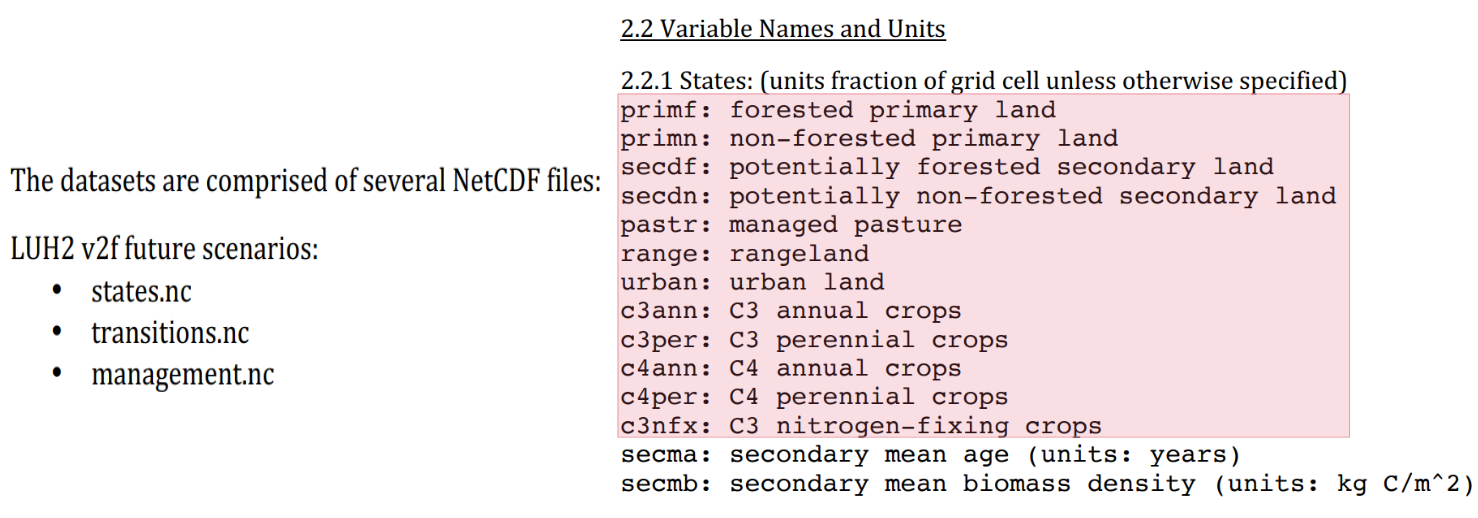 The datasets are comprised of several NetCDF files:
LUH2 v2f future scenarios:
• states.nc
• transitions.nc
• management.nc
2.2 Variable Names and Units
2.2.1 States: (units fraction of grid cell unless otherwise specified)
primf: forested primary land
primn: non-forested primary land
secdf: potentially forested secondary land
secdn: potentially non-forested secondary land
pastr: managed pasture
range: rangeland
urban: urban land
c3ann: C3 annual crops
c3per: C3 perennial crops
c4ann: C4 annual crops
c4per: C4 perennial crops
c3nfx: C3 nitrogen-fixing crops
secma: secondary mean age (units: years)
secmb: secondary mean biomass density (units: kg C/m^2)